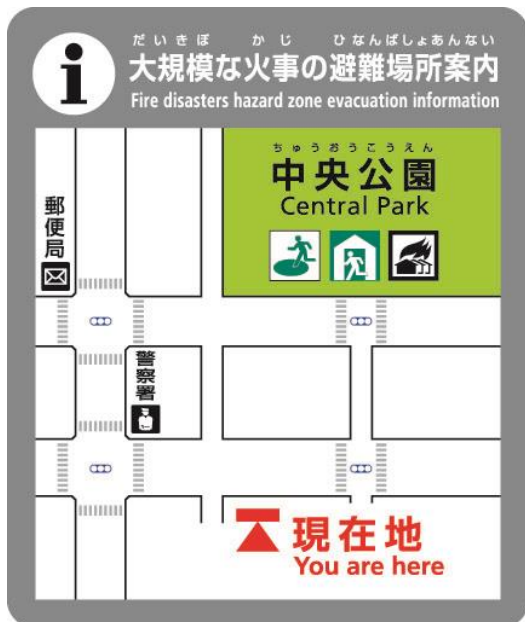 i
だいきぼ かじ ひなんばしょあんない
大規模な火事の避難場所案内
Fire disasters hazard zone evacuation information
ちゅうおうこうえん
中央公園
Central Park
郵便局
警察署
現在地
You are here